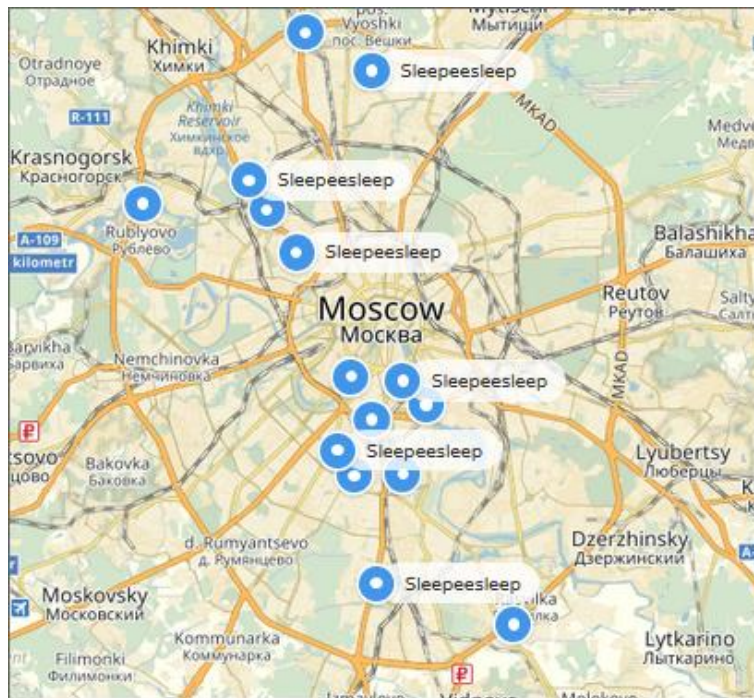 Vyoshki
пос. Вешки
Мытищи
Khimki
Химки
Otradnoye
Отрадное
Sleepeesleep
Khimki
Reservoir
Химкинское
вдхр.
R-111
MKAD
Krasnogorsk
Красногорск
Sleepeesleep
Rublyovo
Рублево
A-109
kilometr
Sleepeesleep
Balashikha
Балашиха
Moscow
Москва
Reutov
Реутов
Nemchinovka
Немчиновка
MKAD
Sleepeesleep
Sleepeesleep
Bakovka
Баковка
Lyubertsy
Люберцы
d. Rumyantsevo
д. Румянцево
Dzerzhinsky
Дзержинский
Sleepeesleep
Moskovsky
Московский
Kommunarka
Коммунарка
Lytkarino
Лыткарино
Filimonki
Филимонки